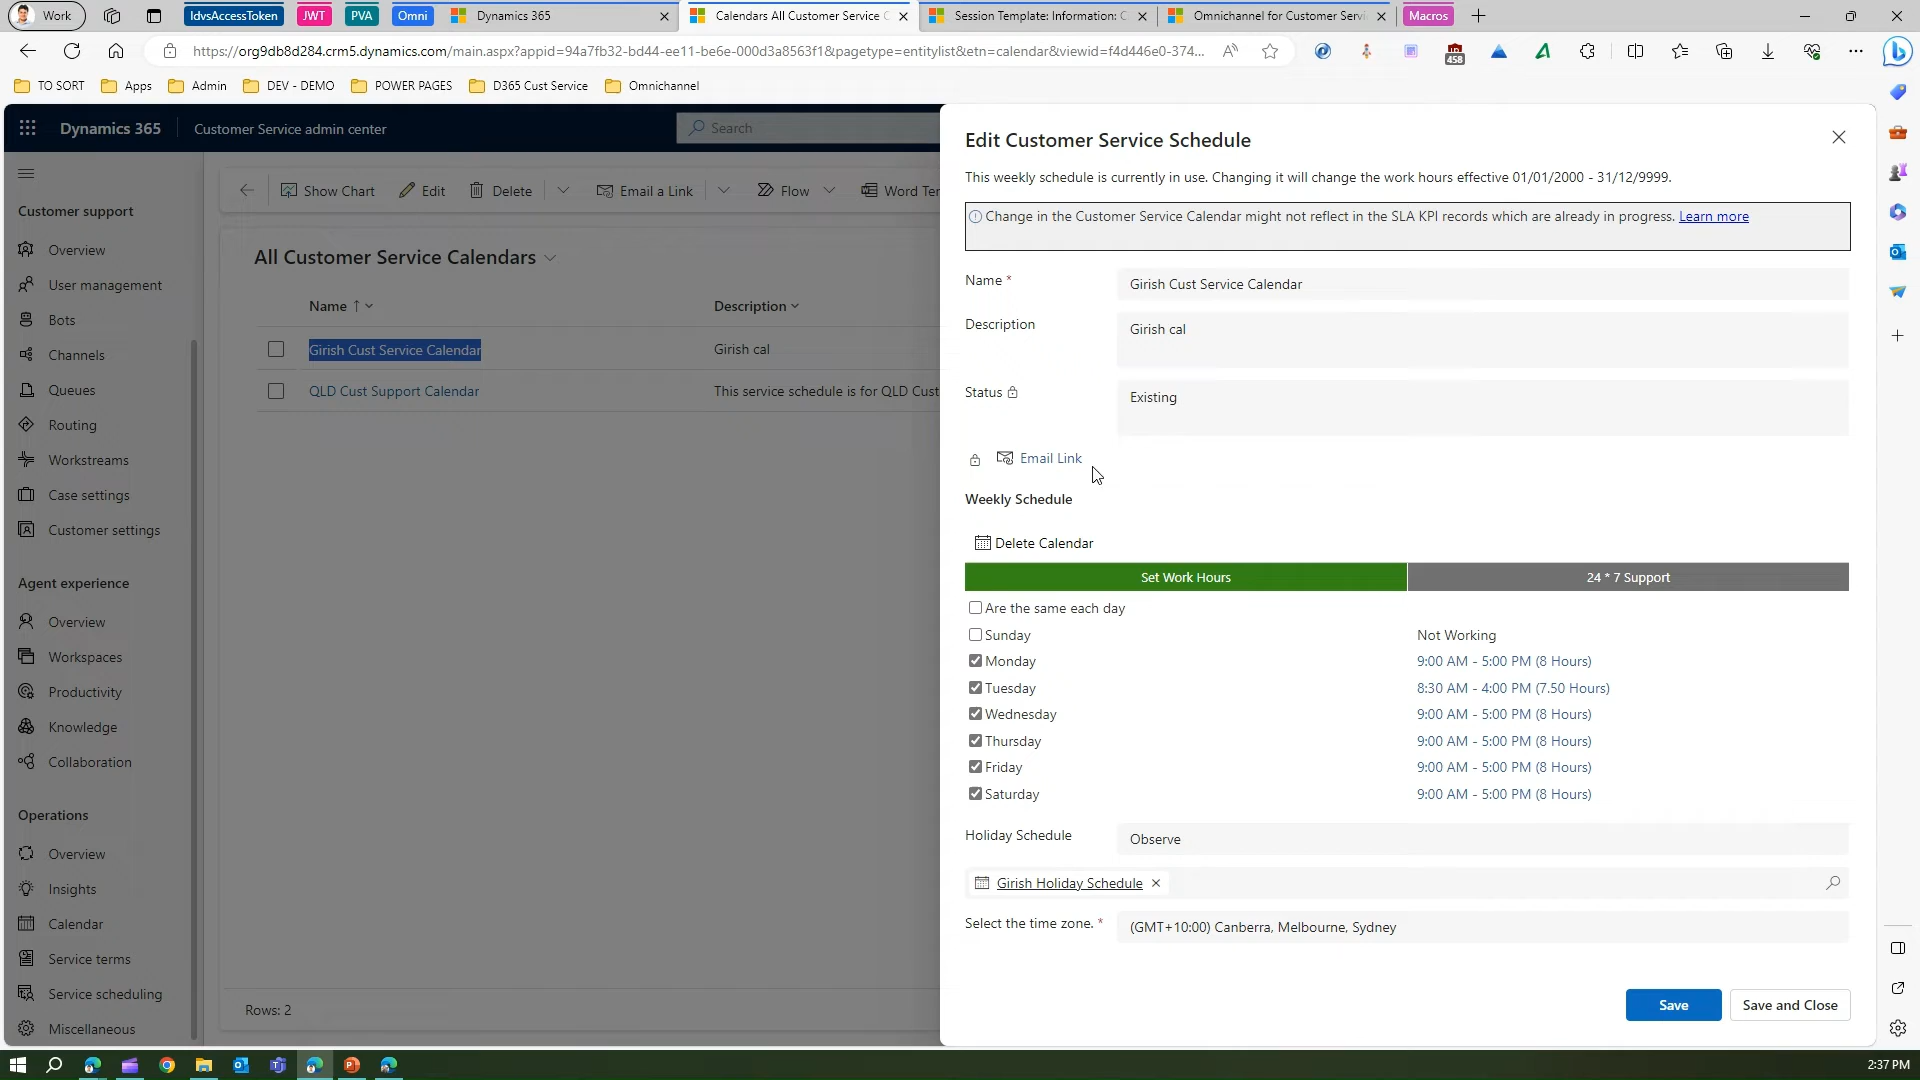 Work
IdvsAccessToken
JWT
PVA
Omni
Dynamics 365
Calendars All Customer Service C
Session Template: Information: C
Omnichannel for Customer Servi
Macros
https://org9db8d284.crm5.dynamics.com/main.aspx?appid=94a7fb32-bd44-ee11-be6e-000d3a8563f1&pagetype=entitylist&etn=calendar&viewid=f4d446e0-374...
458
TO SORT
Apps
Admin
DEV - DEMO
POWER PAGES
D365 Cust Service
Omnichannel
Dynamics 365
Customer Service admin center
Search
Customer support
Overview
User management
Bots
Channels
Queues
Routing
Workstreams
Case settings
Customer settings
Agent experience
Overview
Workspaces
Productivity
Knowledge
Collaboration
Operations
Overview
Insights
Calendar
Service terms
Service scheduling
Miscellaneous
Show Chart
Edit
Delete
Email a Link
Flow
Word Ter
All Customer Service Calendars
Name ↑
Description
Girish Cust Service Calendar
Girish cal
QLD Cust Support Calendar
This service schedule is for QLD Cust
Rows: 2
Edit Customer Service Schedule
This weekly schedule is currently in use. Changing it will change the work hours effective 01/01/2000 - 31/12/9999.
Change in the Customer Service Calendar might not reflect in the SLA KPI records which are already in progress. Learn more
Name *
Girish Cust Service Calendar
Description
Girish cal
Status
Existing
Email Link
Weekly Schedule
Delete Calendar
Set Work Hours
24 * 7 Support
Are the same each day
Sunday
Not Working
Monday
9:00 AM - 5:00 PM (8 Hours)
Tuesday
8:30 AM - 4:00 PM (7.50 Hours)
Wednesday
9:00 AM - 5:00 PM (8 Hours)
Thursday
9:00 AM - 5:00 PM (8 Hours)
Friday
9:00 AM - 5:00 PM (8 Hours)
Saturday
9:00 AM - 5:00 PM (8 Hours)
Holiday Schedule
Observe
Girish Holiday Schedule
Select the time zone. *
(GMT+10:00) Canberra, Melbourne, Sydney
Save
Save and Close
2:37 PM